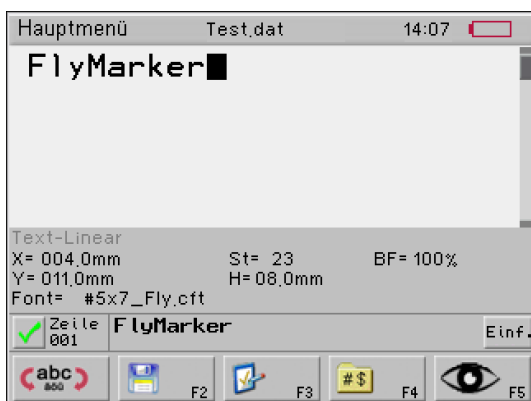 Hauptmenü Test.dat 14:07
FlyMarker
Text-Linear
X= 004.0mm St= 23 BF= 100%
Y= 011.0mm H= 08.0mm
Font= #5x7_Fly.cft
Zeile 001 FlyMarker Einf.
abc F2 F3 #$ F4 F5